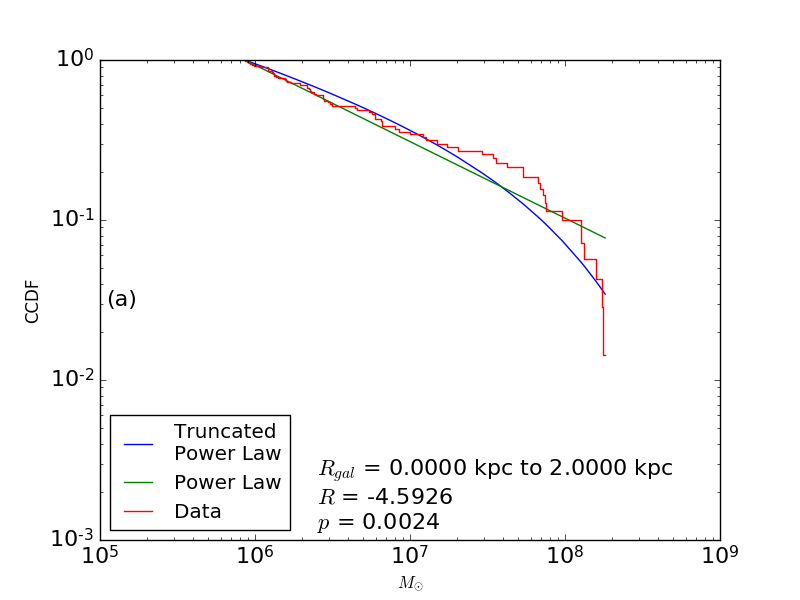 10^0
10^-1
10^-2
10^-3
CCDF
(a)
Truncated
Power Law
Power Law
Data
R_gal = 0.0000 kpc to 2.0000 kpc
R = -4.5926
p = 0.0024
10^5 10^6 10^7 10^8 10^9
M_⊙